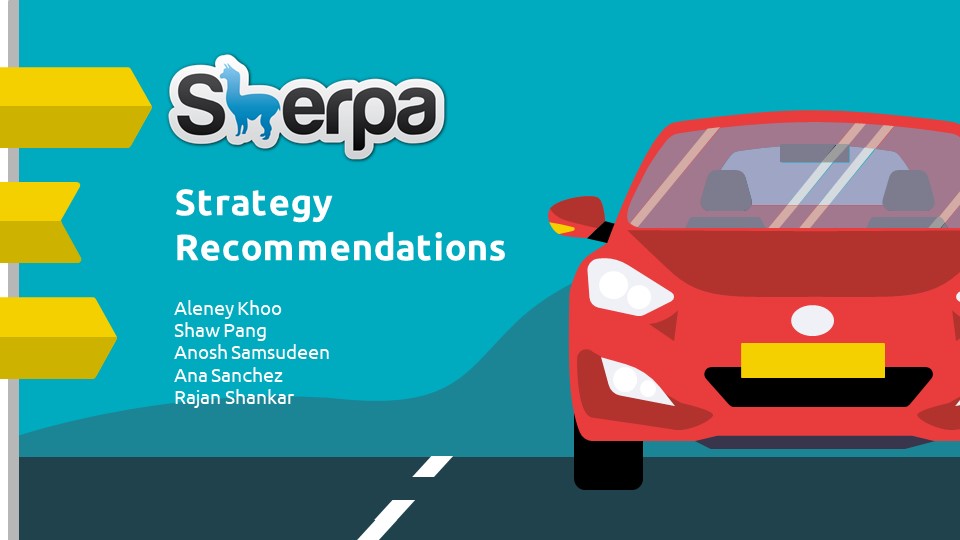 Sherpa
Strategy
Recommendations
Aleney Khoo
Shaw Pang
Anosh Samsudeen
Ana Sanchez
Rajan Shankar